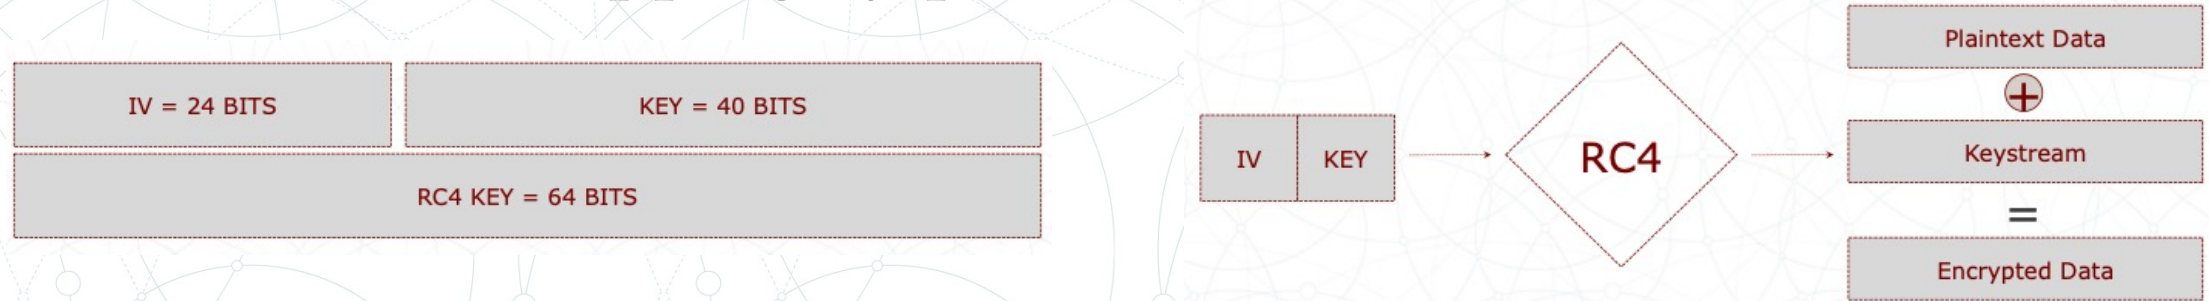 IV = 24 BITS
KEY = 40 BITS
RC4 KEY = 64 BITS
IV
KEY
RC4
Plaintext Data
+
Keystream
=
Encrypted Data